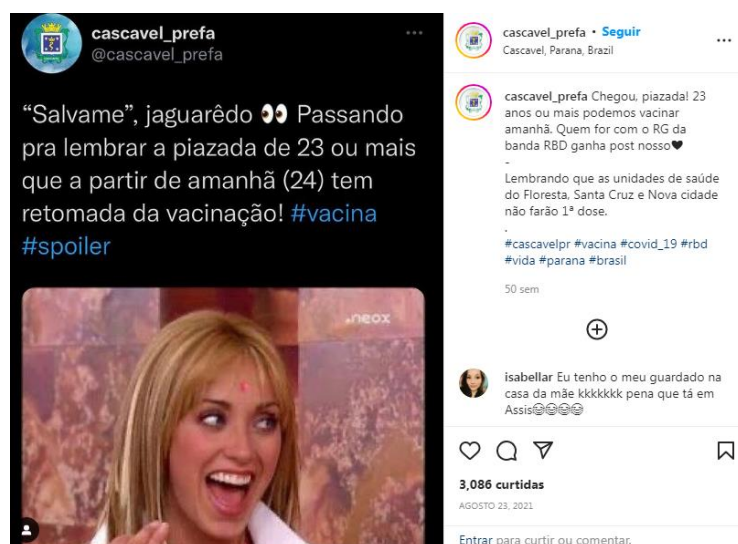 cascavel_prefa
@cascavel_prefa
“Salvame”, jaguarêdo 👀 Passando
pra lembrar a piazada de 23 ou mais
que a partir de amanhã (24) tem
retomada da vacinação! #vacina
#spoiler
.neox
cascavel_prefa • Seguir
Cascavel, Parana, Brazil
cascavel_prefa Chegou, piazada! 23
anos ou mais podemos vacinar
amanhã. Quem for com o RG da
banda RBD ganha post nosso🖤
-
Lembrando que as unidades de saúde
do Floresta, Santa Cruz e Nova cidade
não farão 1ª dose.
.
#cascavelpr #vacina #covid_19 #rbd
#vida #parana #brasil
50 sem
isabellar Eu tenho o meu guardado na
casa da mãe kkkkkkk pena que tá em
Assis😂😂😂😂
3,086 curtidas
AGOSTO 23, 2021
Entrar para curtir ou comentar.